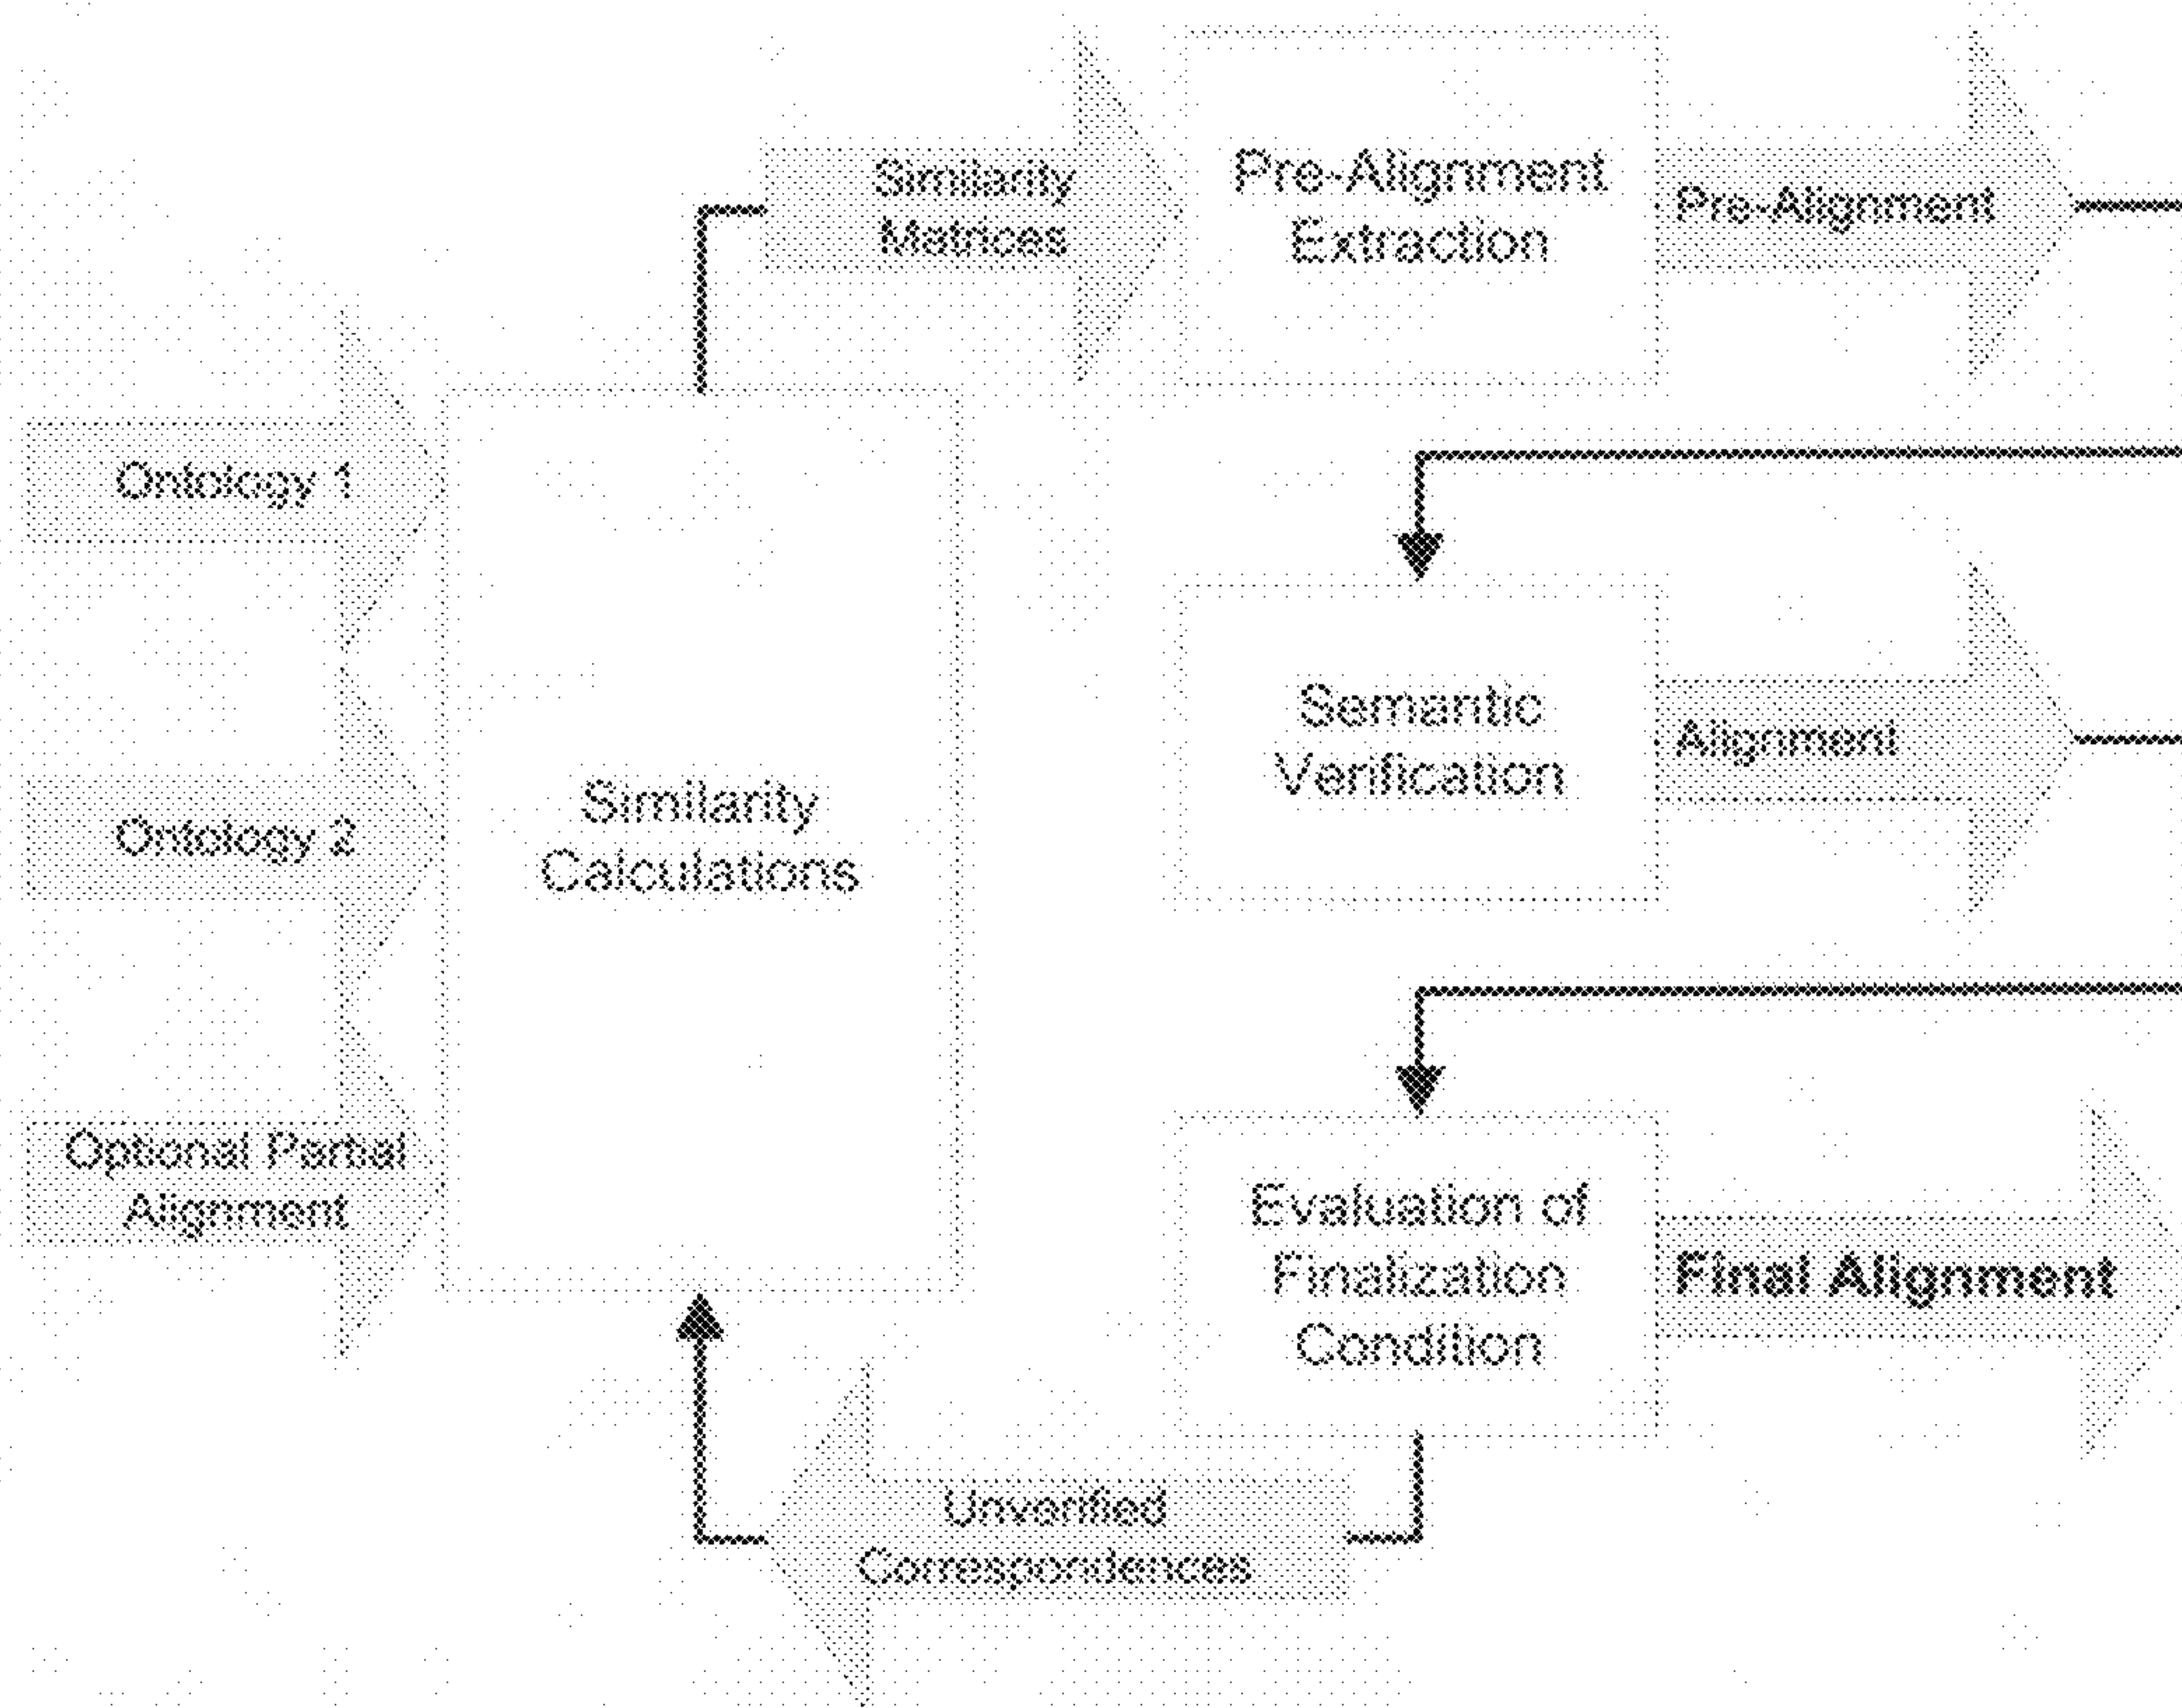 Similarity
Matrices
Pre-Alignment
Extraction
Pre-Alignment
Ontology 1
Ontology 2
Optional Partial
Alignment
Similarity
Calculations
Semantic
Verification
Alignment
Evaluation of
Finalization
Condition
Final Alignment
Unverified
Correspondences